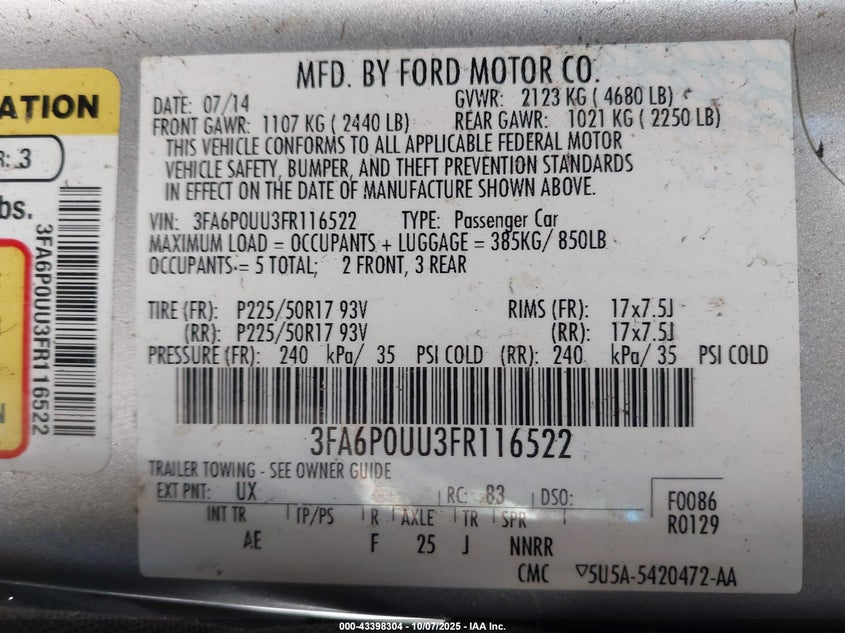 MFD. BY FORD MOTOR CO.
DATE: 07/14 GVWR: 2123 KG ( 4680 LB)
FRONT GAWR: 1107 KG ( 2440 LB) REAR GAWR: 1021 KG ( 2250 LB)
THIS VEHICLE CONFORMS TO ALL APPLICABLE FEDERAL MOTOR
VEHICLE SAFETY, BUMPER, AND THEFT PREVENTION STANDARDS
IN EFFECT ON THE DATE OF MANUFACTURE SHOWN ABOVE.
VIN: 3FA6P0UU3FR116522 TYPE: Passenger Car
MAXIMUM LOAD = OCCUPANTS + LUGGAGE = 385KG/ 850LB
OCCUPANTS = 5 TOTAL; 2 FRONT, 3 REAR
TIRE (FR): P225/50R17 93V RIMS (FR): 17x7.5J
(RR): P225/50R17 93V (RR): 17x7.5J
PRESSURE (FR): 240 kPa/ 35 PSI COLD (RR): 240 kPa/ 35 PSI COLD
3FA6P0UU3FR116522
TRAILER TOWING - SEE OWNER GUIDE
EXT PNT: UX RC: 83 DSO:
INT TR TP/PS R AXLE TR SPR
AE F 25 J NNRR
F0086
R0129
CMC ▽5U5A-5420472-AA
ATION
R: 3
bs.
3FA6P0UU3FR116522
N
000-43398304 - 10/07/2025 - IAA Inc.